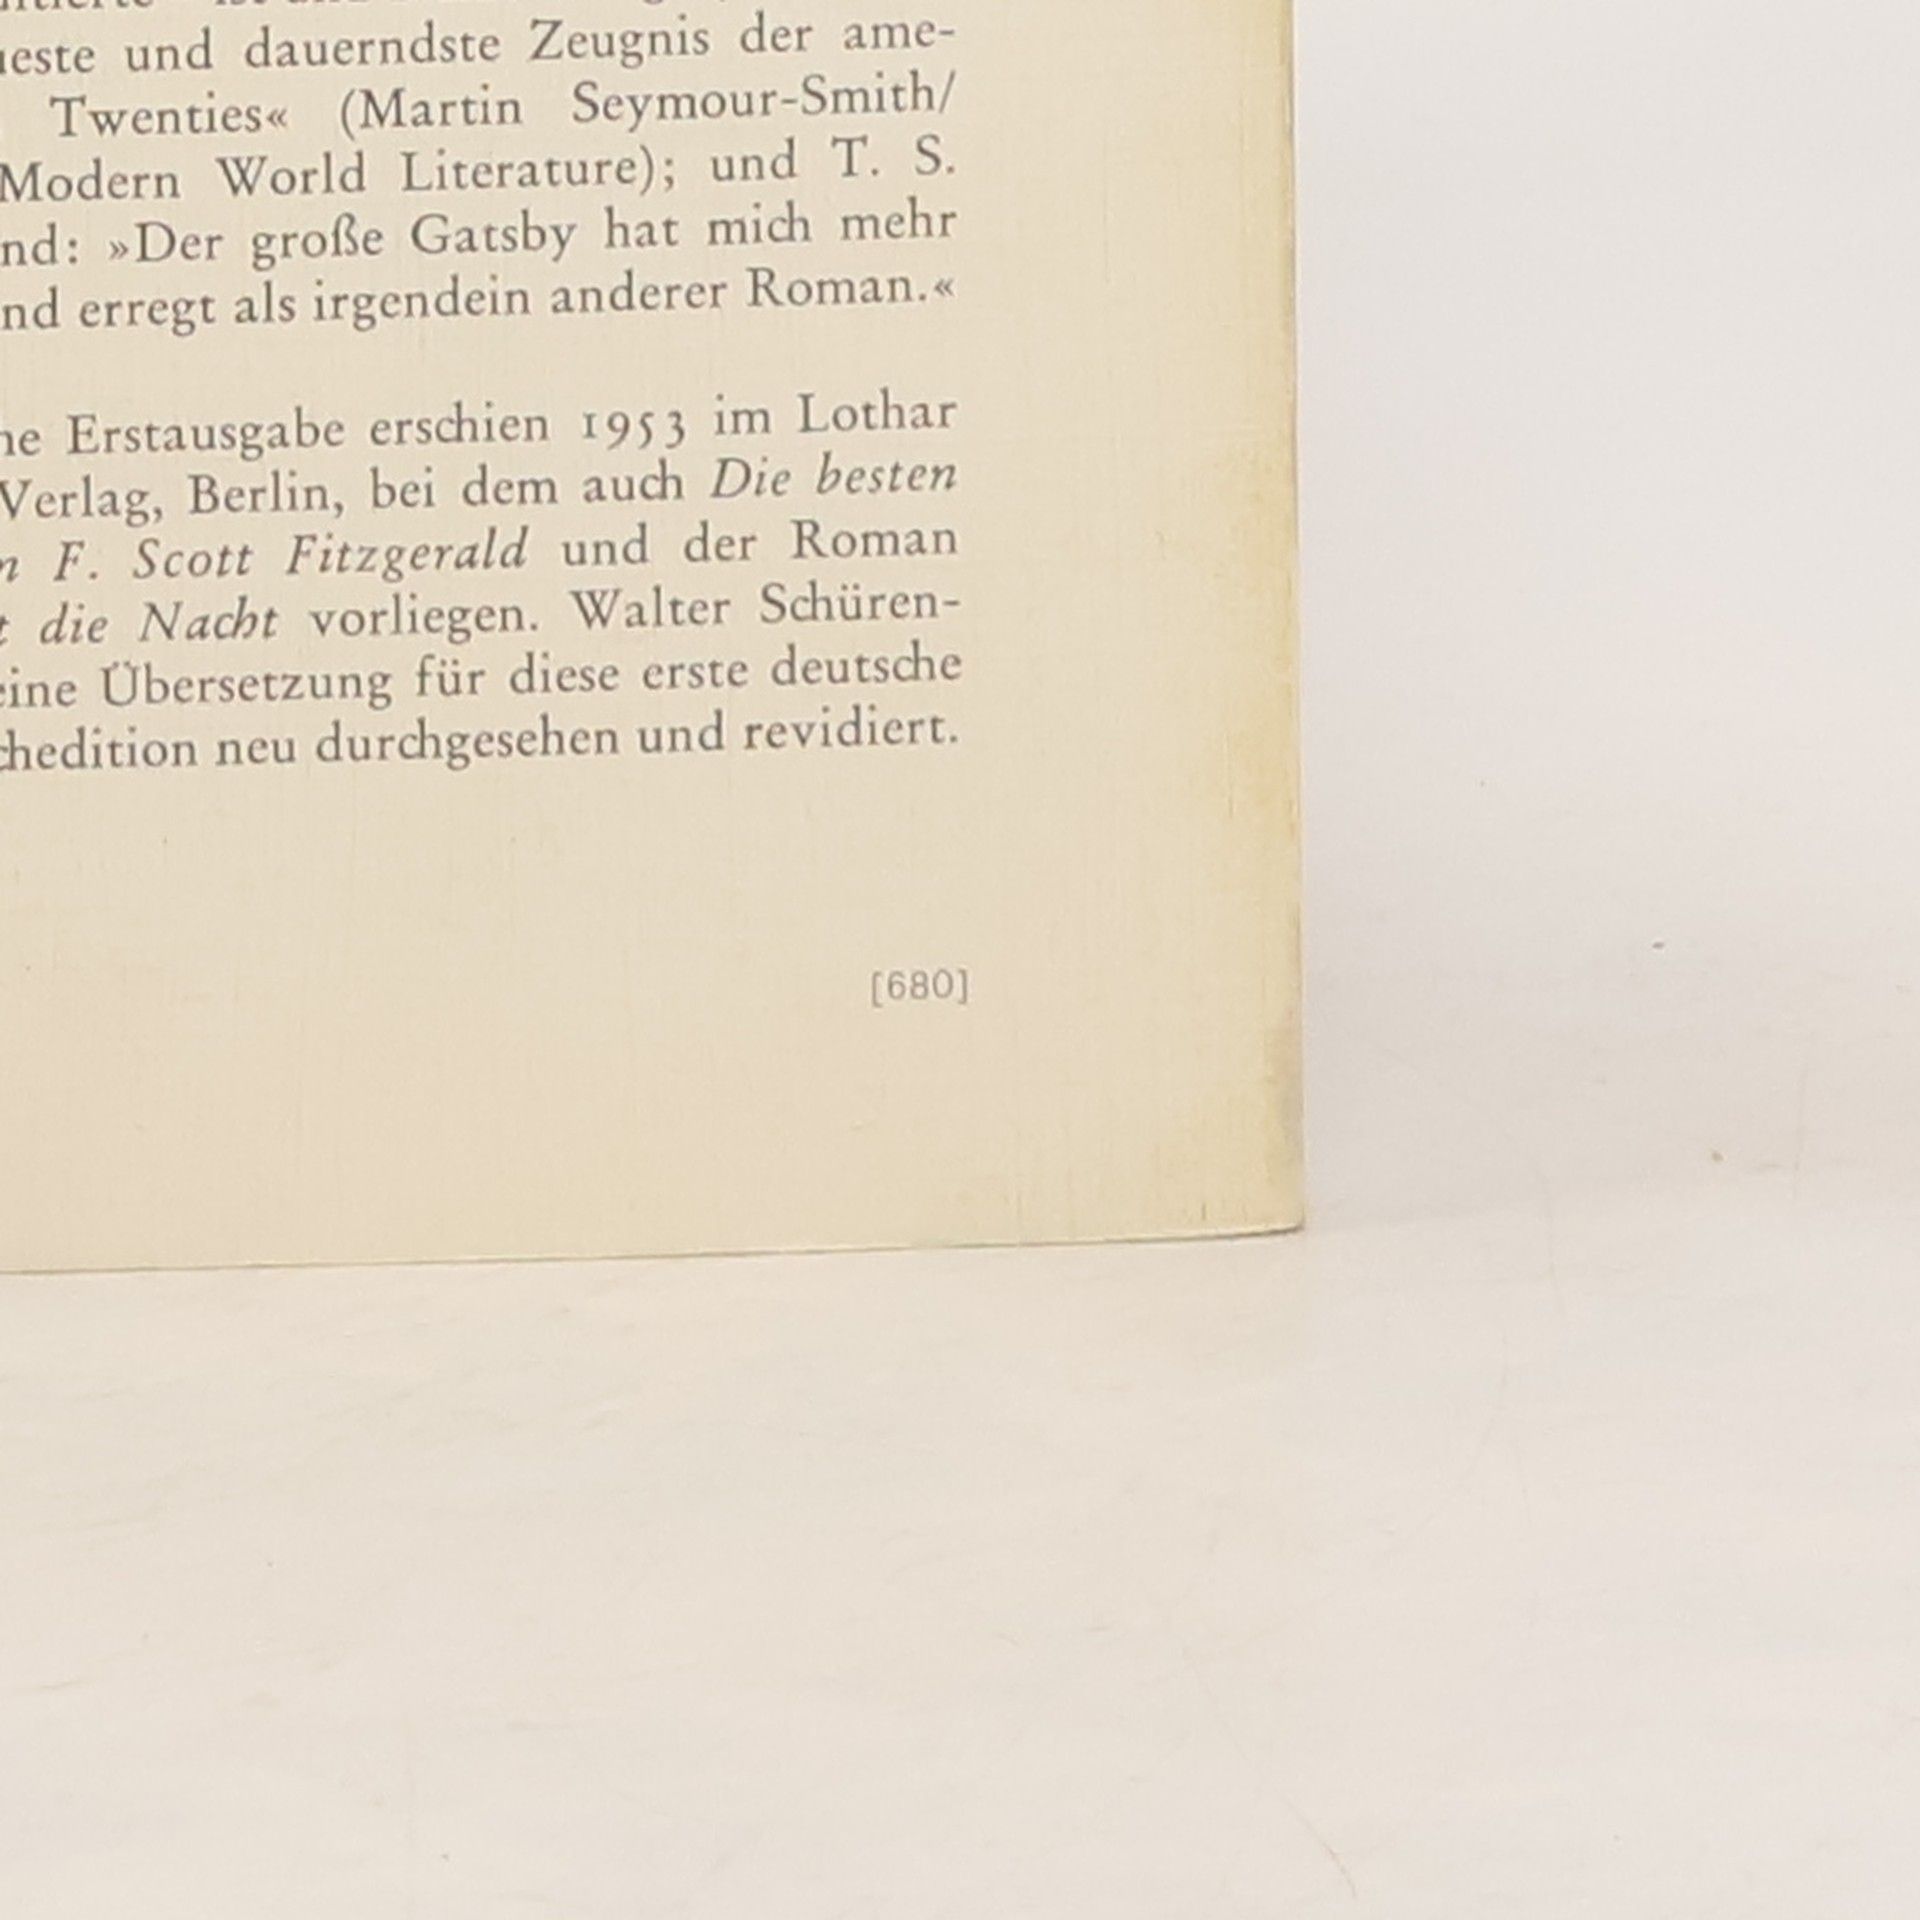 und dauerndste Zeugnis der ame-
Twenties« (Martin Seymour-Smith/
Modern World Literature); und T. S.
nd: »Der große Gatsby hat mich mehr
nd erregt als irgendein anderer Roman.«
ne Erstausgabe erschien 1953 im Lothar
Verlag, Berlin, bei dem auch Die besten
n F. Scott Fitzgerald und der Roman
t die Nacht vorliegen. Walter Schüren-
eine Übersetzung für diese erste deutsche
chedition neu durchgesehen und revidiert.
[680]